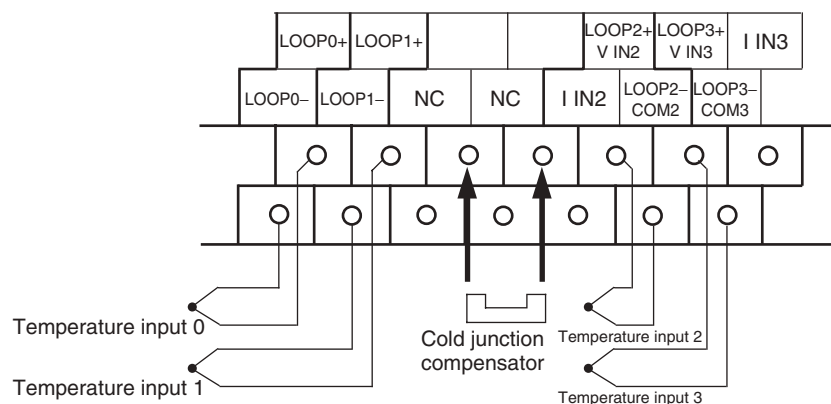 LOOP0+ LOOP1+ LOOP2+ LOOP3+ I IN3
V IN2 V IN3
LOOP0− LOOP1− NC NC I IN2 LOOP2− LOOP3−
COM2 COM3
Temperature input 0
Cold junction
compensator
Temperature input 2
Temperature input 1
Temperature input 3